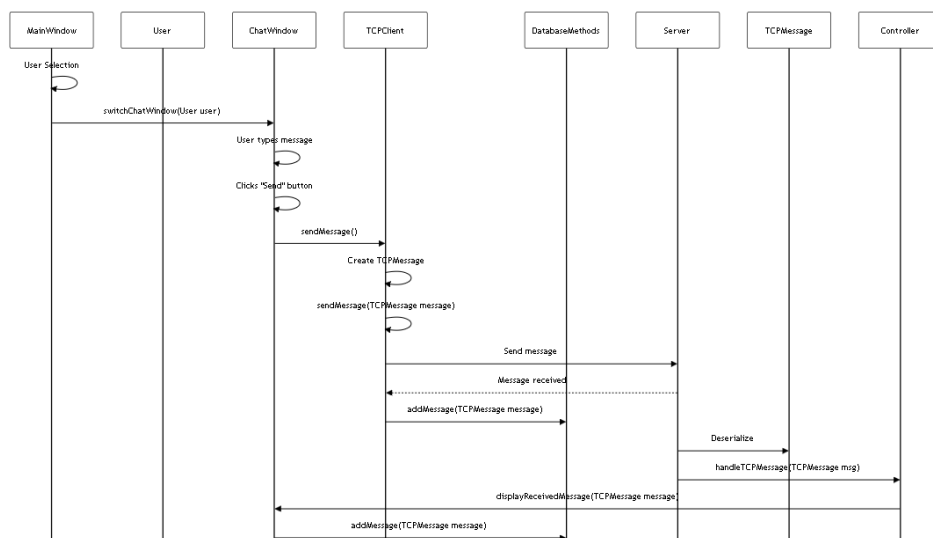 MainWindow
User
ChatWindow
TCPClient
DatabaseMethods
Server
TCPMessage
Controller
User Selection
switchChatWindow(User user)
User types message
Clicks "Send" button
sendMessage()
Create TCPMessage
sendMessage(TCPMessage message)
Send message
Message received
addMessage(TCPMessage message)
Deserialize
handleTCPMessage(TCPMessage msg)
displayReceivedMessage(TCPMessage message)
addMessage(TCPMessage message)